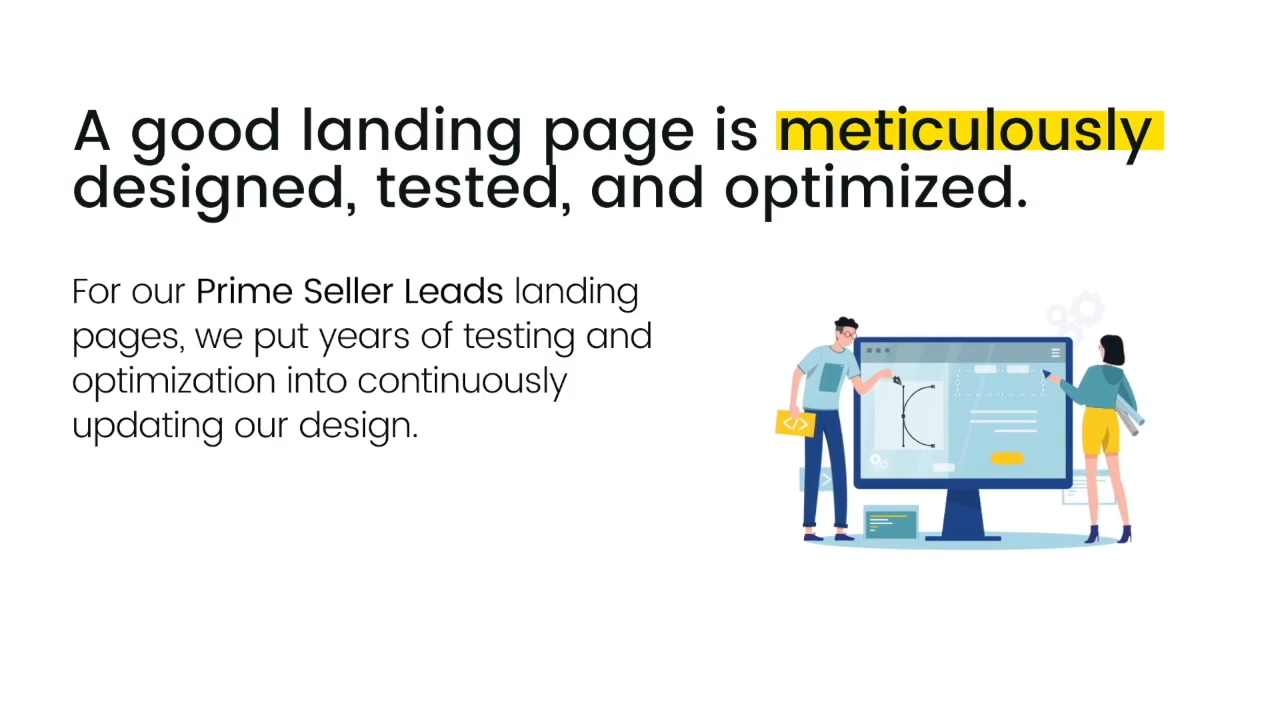 A good landing page is meticulously
designed, tested, and optimized.
For our Prime Seller Leads landing
pages, we put years of testing and
optimization into continuously
updating our design.
<//>